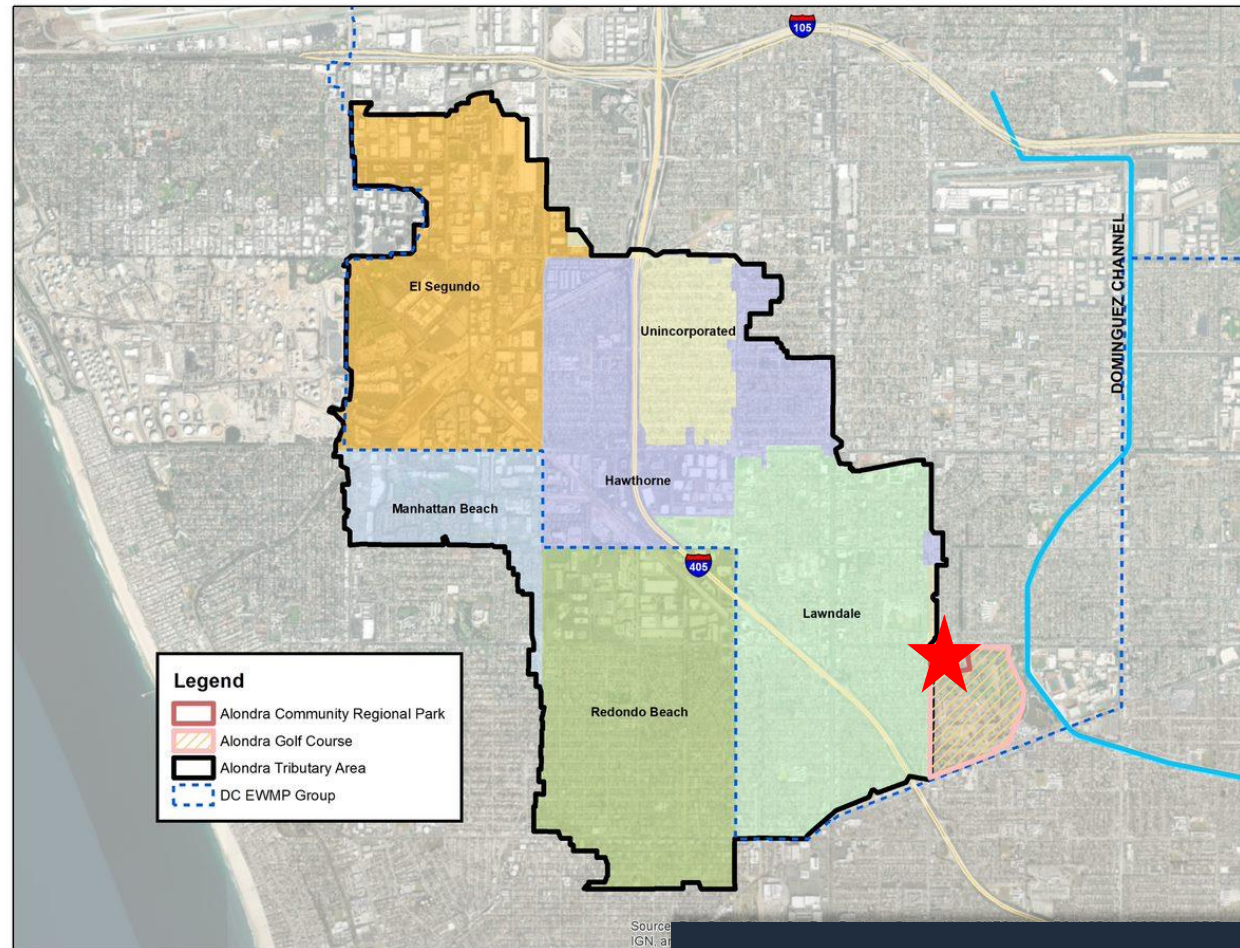 105
DOMINGUEZ CHANNEL
El Segundo
Unincorporated
Hawthorne
Manhattan Beach
405
Lawndale
Redondo Beach
Legend
Alondra Community Regional Park
Alondra Golf Course
Alondra Tributary Area
DC EWMP Group
Source
IGN,